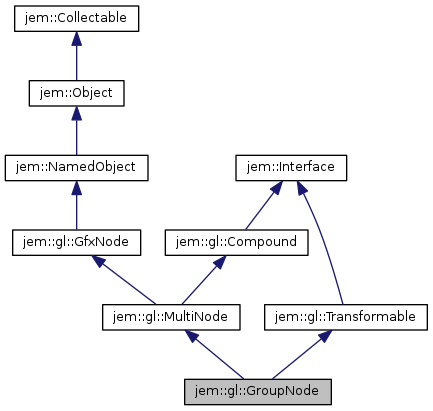 jem::Collectable
jem::Object
jem::NamedObject
jem::Interface
jem::gl::GfxNode
jem::gl::Compound
jem::gl::MultiNode
jem::gl::Transformable
jem::gl::GroupNode